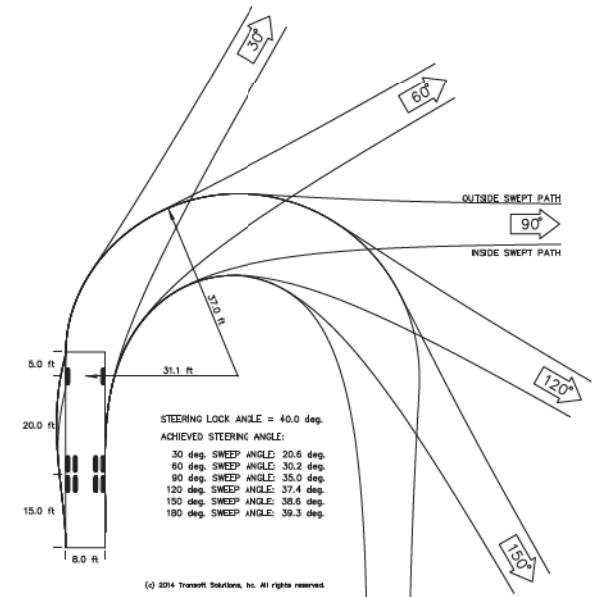 30°
60°
OUTSIDE SWEPT PATH
90°
INSIDE SWEPT PATH
37.0 ft
5.0 ft
31.1 ft
120°
20.0 ft
STEERING LOCK ANGLE = 40.0 deg.
ACHIEVED STEERING ANGLE:
30 deg. SWEEP ANGLE: 20.6 deg.
60 deg. SWEEP ANGLE: 30.2 deg.
90 deg. SWEEP ANGLE: 35.0 deg.
120 deg. SWEEP ANGLE: 37.4 deg.
150 deg. SWEEP ANGLE: 38.6 deg.
180 deg. SWEEP ANGLE: 39.3 deg.
15.0 ft
150°
8.0 ft
(c) 2014 Transoft Solutions, Inc. All rights reserved.